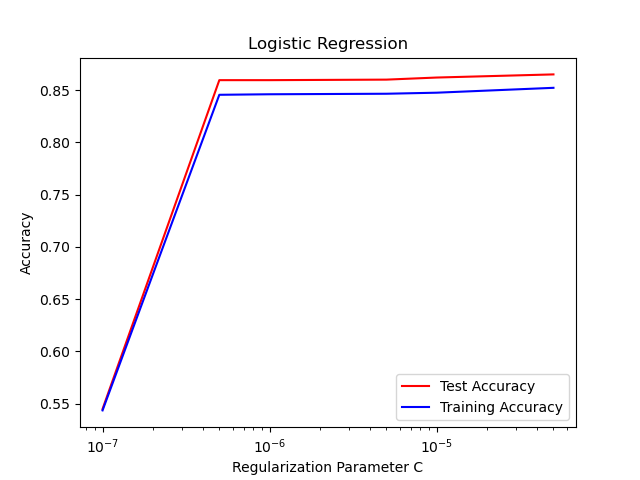 Logistic Regression
Accuracy
0.85
0.80
0.75
0.70
0.65
0.60
0.55
Test Accuracy
Training Accuracy
10⁻⁷
10⁻⁶
10⁻⁵
Regularization Parameter C